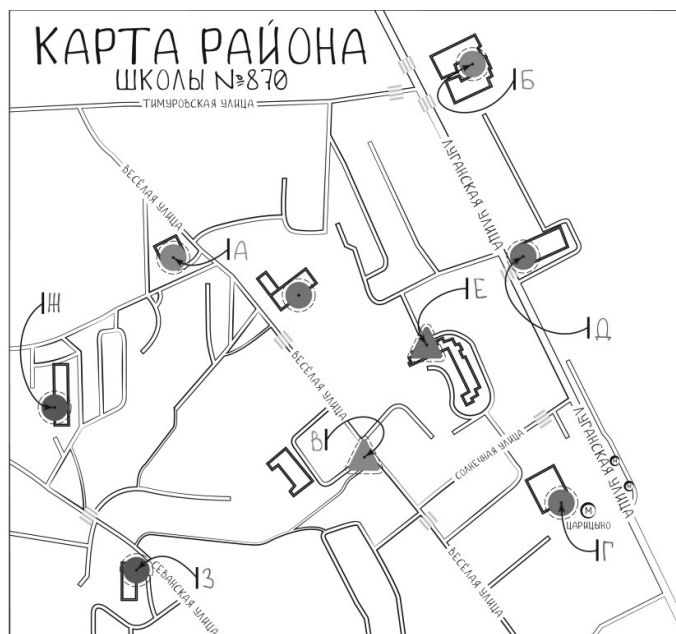 КАРТА РАЙОНА
ШКОЛЫ №870
ТИМУРОВСКАЯ УЛИЦА
Б
ЛУГАНСКАЯ УЛИЦА
ВЕСЁЛАЯ УЛИЦА
А
Е
Ж
Д
ВЕСЁЛАЯ УЛИЦА
В
СОЛНЕЧНАЯ УЛИЦА
ЛУГАНСКАЯ УЛИЦА
М
ЦАРИЦЫНО
Г
З
СЕВАНСКАЯ УЛИЦА
ВЕСЁЛАЯ УЛИЦА